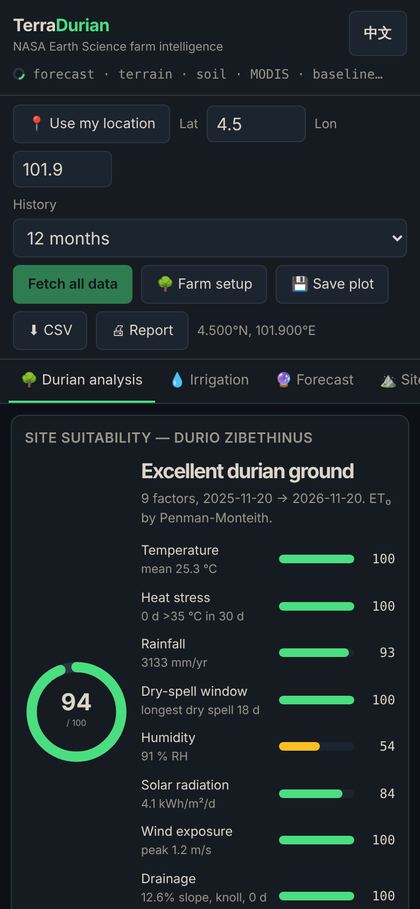 TerraDurian
NASA Earth Science farm intelligence
中文
forecast · terrain · soil · MODIS · baseline…
📍 Use my location
Lat
4.5
Lon
101.9
History
12 months
Fetch all data
🌳 Farm setup
💾 Save plot
⬇ CSV
🖨 Report
4.500°N, 101.900°E
🌳 Durian analysis
💧 Irrigation
🔮 Forecast
⛰️ Site
SITE SUITABILITY — DURIO ZIBETHINUS
Excellent durian ground
9 factors, 2025-11-20 → 2026-11-20. ET₀
by Penman-Monteith.
94
/ 100
Temperature
mean 25.3 °C
100
Heat stress
0 d >35 °C in 30 d
100
Rainfall
3133 mm/yr
93
Dry-spell window
longest dry spell 18 d
100
Humidity
91 % RH
54
Solar radiation
4.1 kWh/m²/d
84
Wind exposure
peak 1.2 m/s
100
Drainage
12.6% slope, knoll, 0 d
100